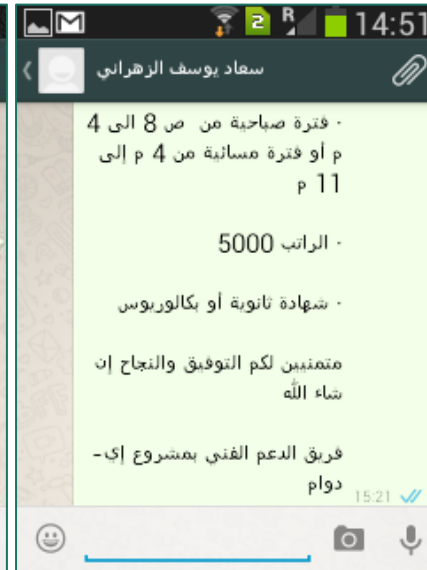 14:51
سعاد يوسف الزهراني
· فترة صباحية من ص 8 الى 4
م أو فترة مسائية من 4 م إلى
11 م
· الراتب 5000
· شهادة ثانوية أو بكالوريوس
متمنيين لكم التوفيق والنجاح إن
شاء الله
فريق الدعم الفني بمشروع إي-
دوام
15:21